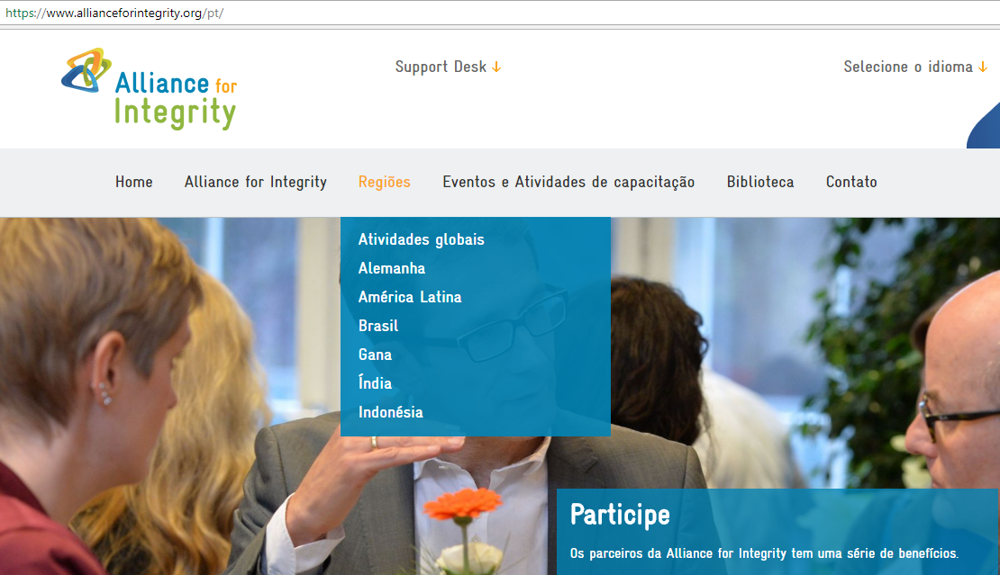 https://www.allianceforintegrity.org/pt/
Alliance for
Integrity
Support Desk ↓
Selecione o idioma ↓
Home Alliance for Integrity Regiões Eventos e Atividades de capacitação Biblioteca Contato
Atividades globais
Alemanha
América Latina
Brasil
Gana
Índia
Indonésia
Participe
Os parceiros da Alliance for Integrity tem uma série de benefícios.